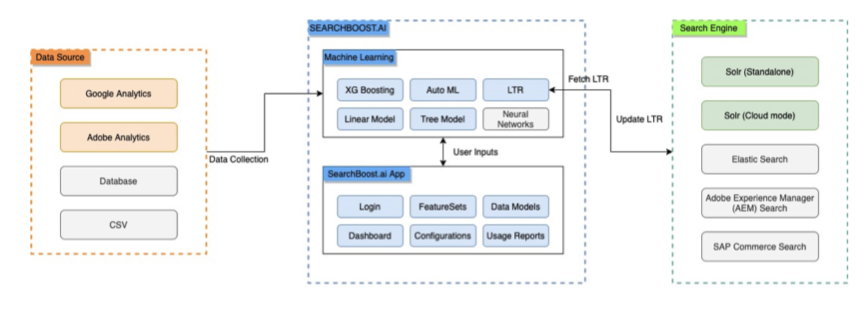 SEARCHBOOST.AI
Search Engine
Data Source
Machine Learning
Google Analytics
Adobe Analytics
Database
CSV
Data Collection
XG Boosting
Auto ML
LTR
Linear Model
Tree Model
Neural
Networks
User Inputs
SearchBoost.ai App
Login
FeatureSets
Data Models
Dashboard
Configurations
Usage Reports
Fetch LTR
Update LTR
Solr (Standalone)
Solr (Cloud mode)
Elastic Search
Adobe Experience Manager
(AEM) Search
SAP Commerce Search